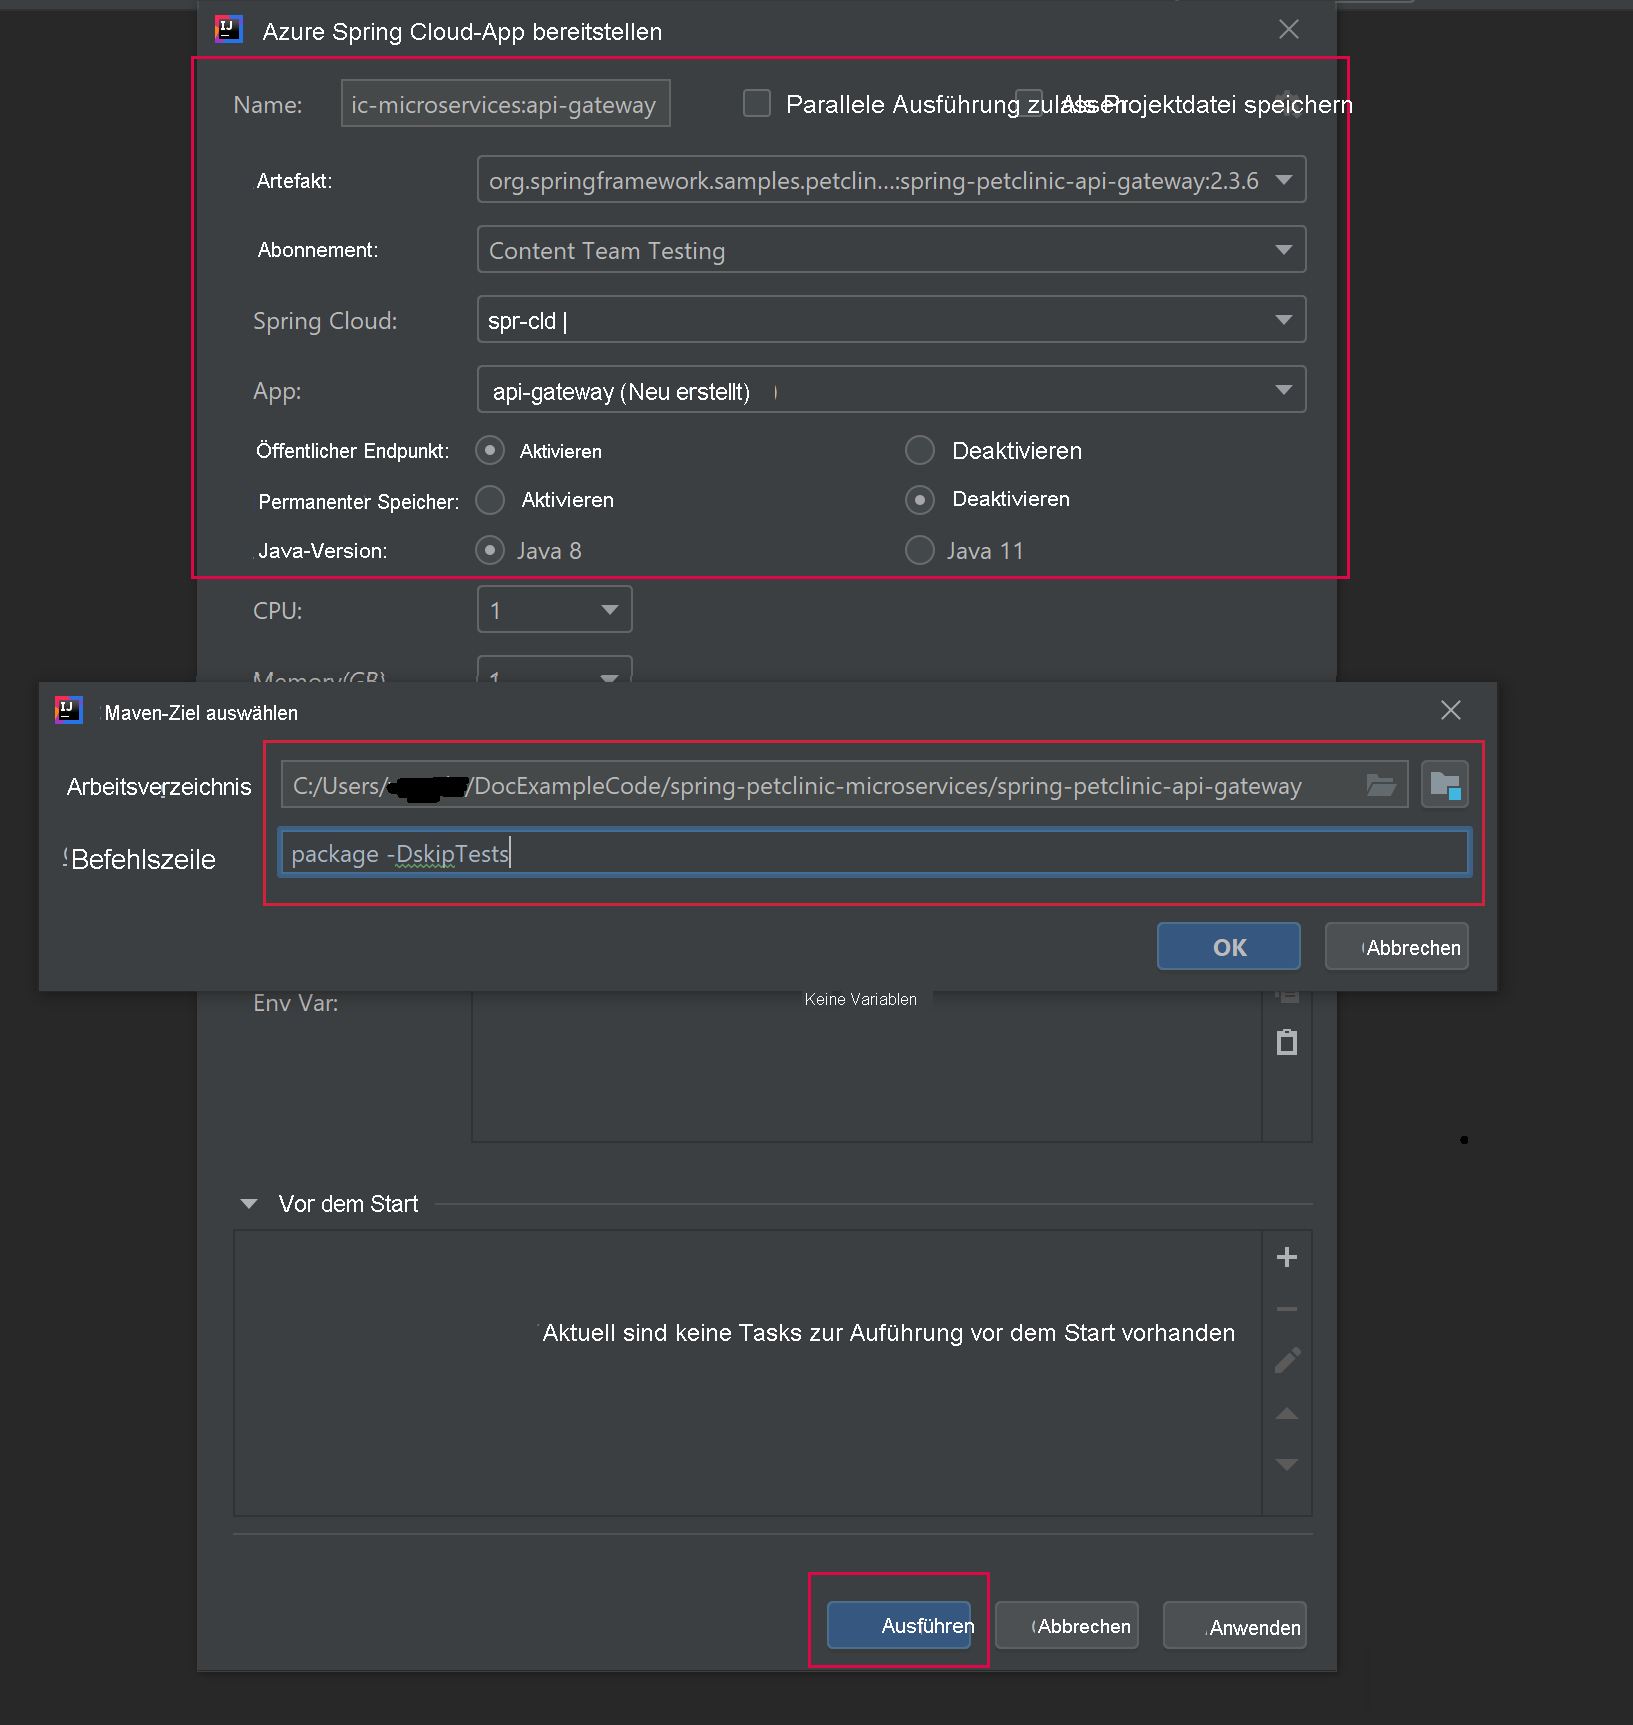 Azure Spring Cloud-App bereitstellen
Name: ic-microservices:api-gateway Parallele Ausführung zulassen Als Projektdatei speichern
Artefakt: org.springframework.samples.petclin...:spring-petclinic-api-gateway:2.3.6
Abonnement: Content Team Testing
Spring Cloud: spr-cld |
App: api-gateway (Neu erstellt)
Öffentlicher Endpunkt: Aktivieren Deaktivieren
Permanenter Speicher: Aktivieren Deaktivieren
Java-Version: Java 8 Java 11
CPU: 1
Memory(GB) 1
Maven-Ziel auswählen
Arbeitsverzeichnis C:/Users/ /DocExampleCode/spring-petclinic-microservices/spring-petclinic-api-gateway
Befehlszeile package -DskipTests
OK Abbrechen
Env Var: Keine Variablen
Vor dem Start
Aktuell sind keine Tasks zur Auführung vor dem Start vorhanden
Ausführen Abbrechen Anwenden